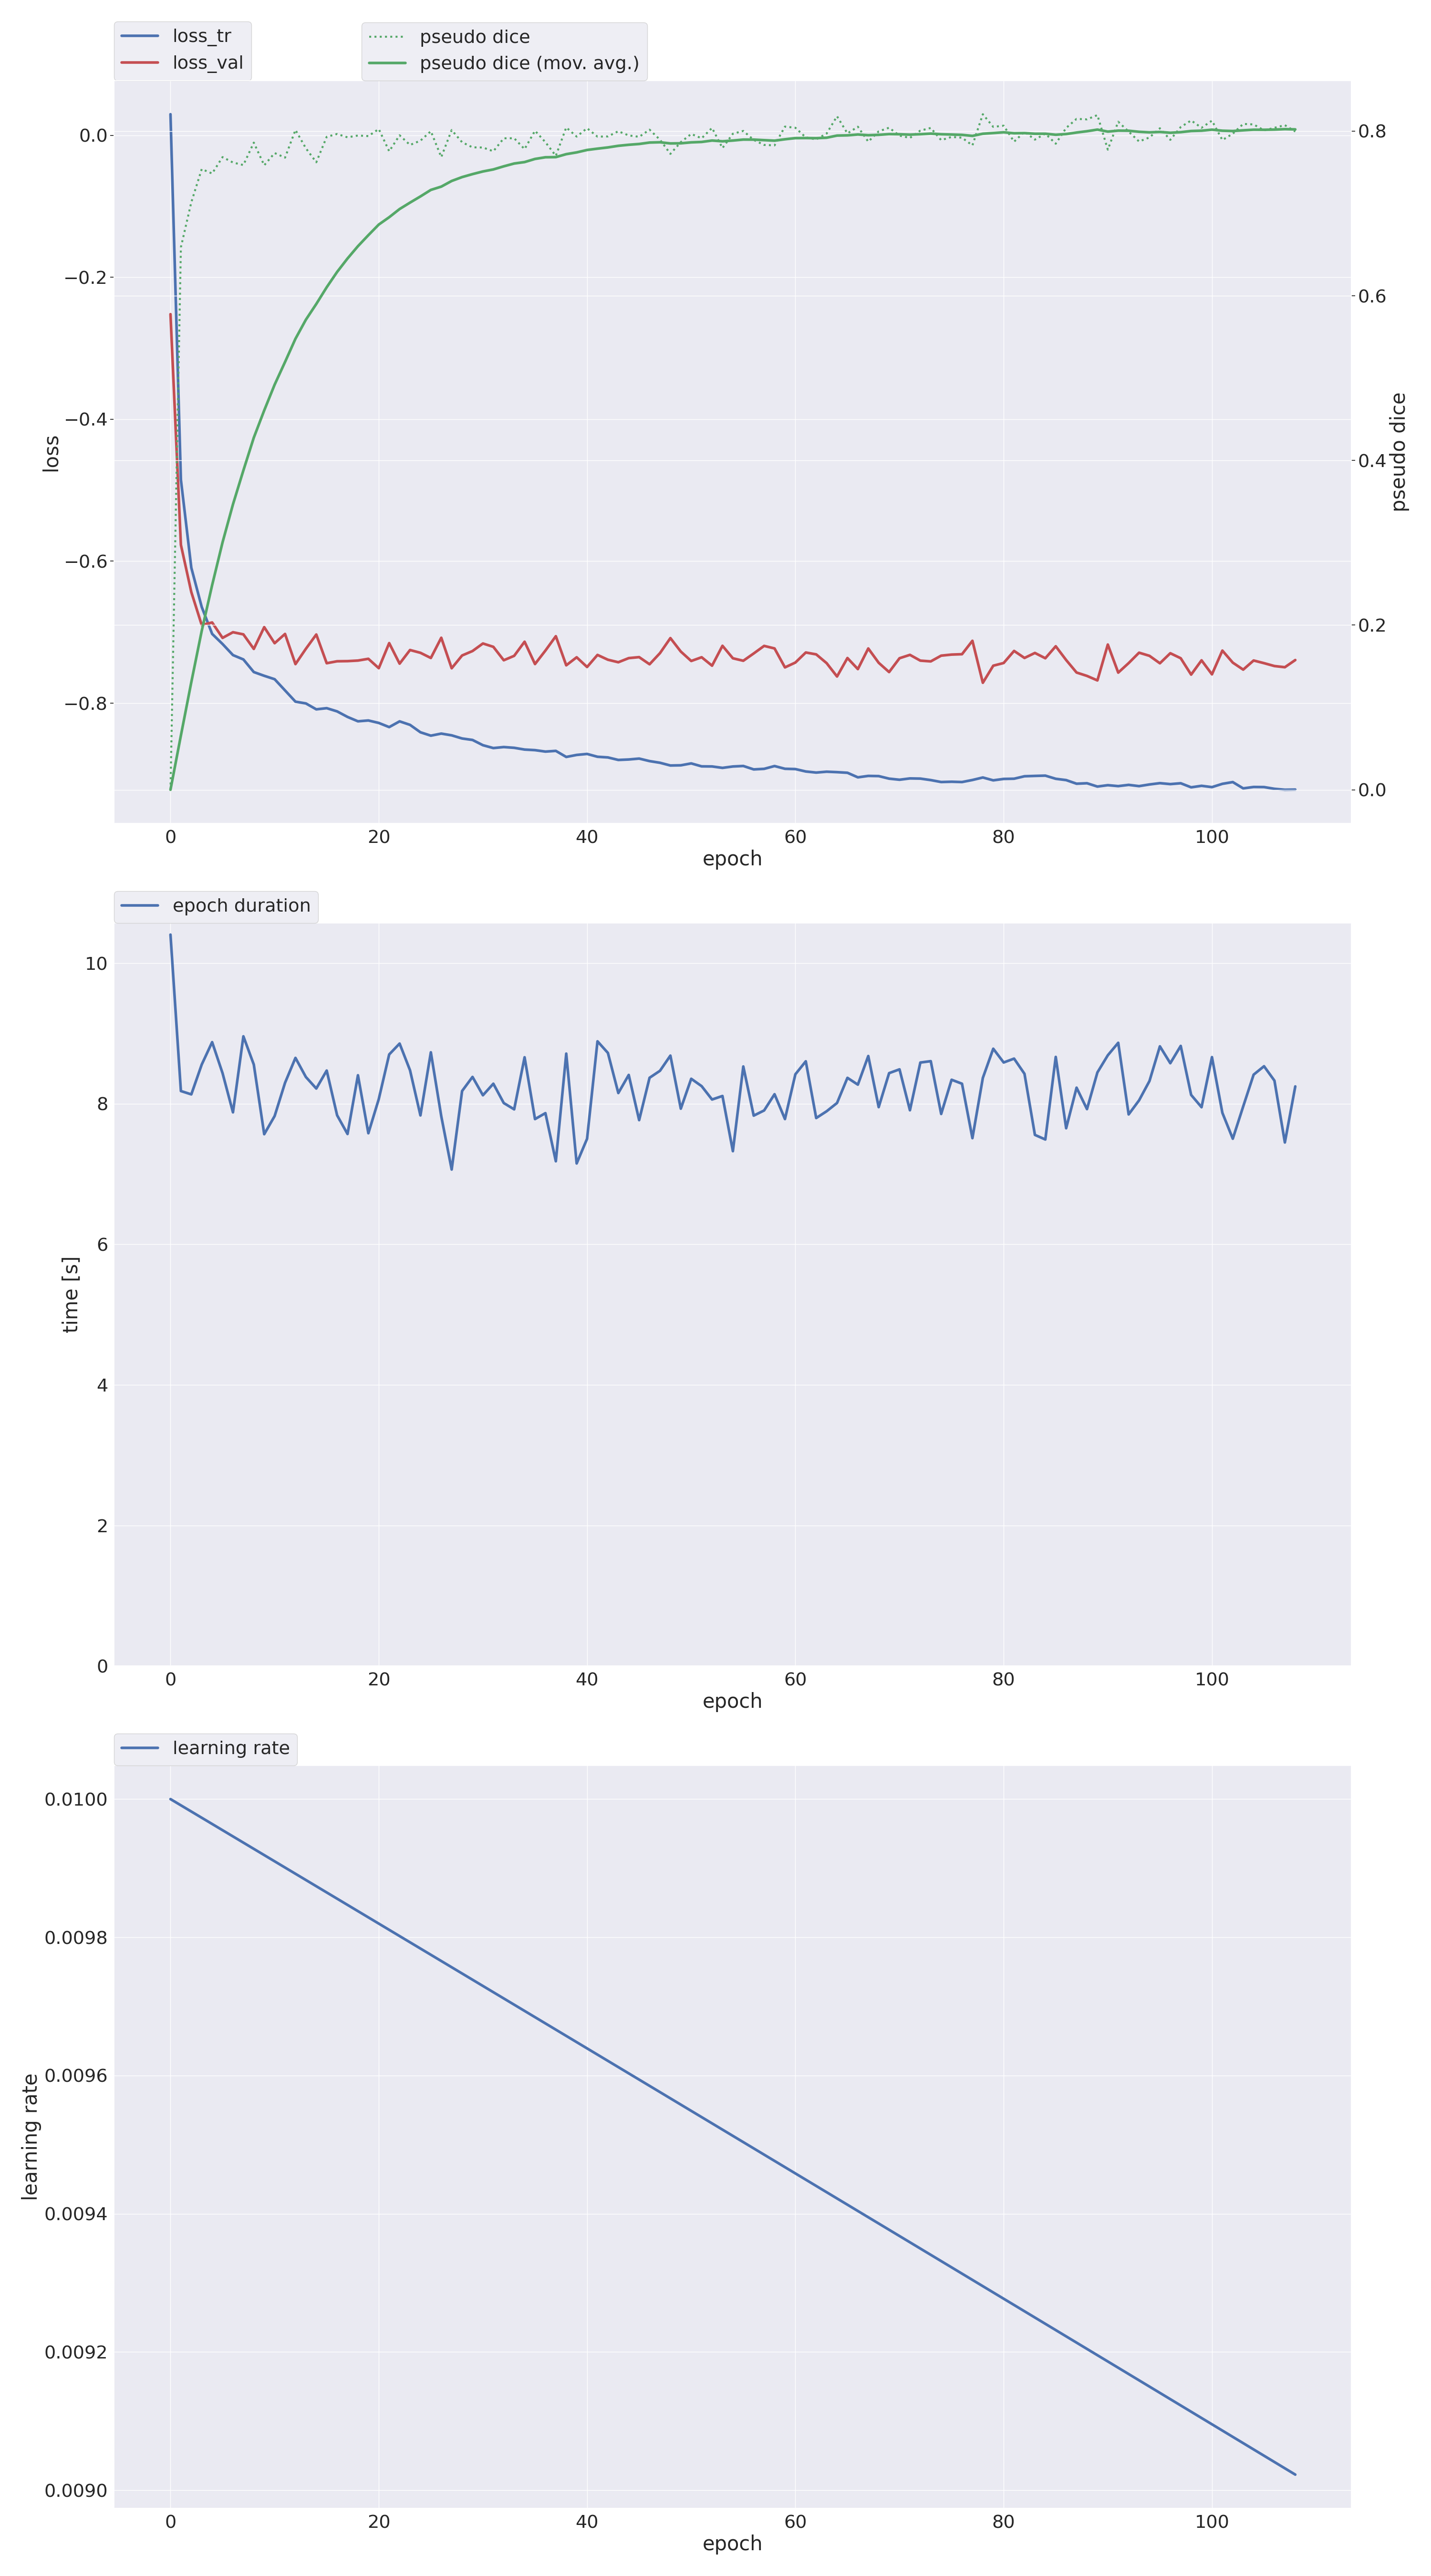 loss_tr
loss_val
pseudo dice
pseudo dice (mov. avg.)
0.0
−0.2
−0.4
−0.6
−0.8
loss
0.8
0.6
0.4
0.2
0.0
pseudo dice
0 20 40 60 80 100
epoch
epoch duration
10
8
6
4
2
0
time [s]
0 20 40 60 80 100
epoch
learning rate
0.0100
0.0098
0.0096
0.0094
0.0092
0.0090
learning rate
0 20 40 60 80 100
epoch